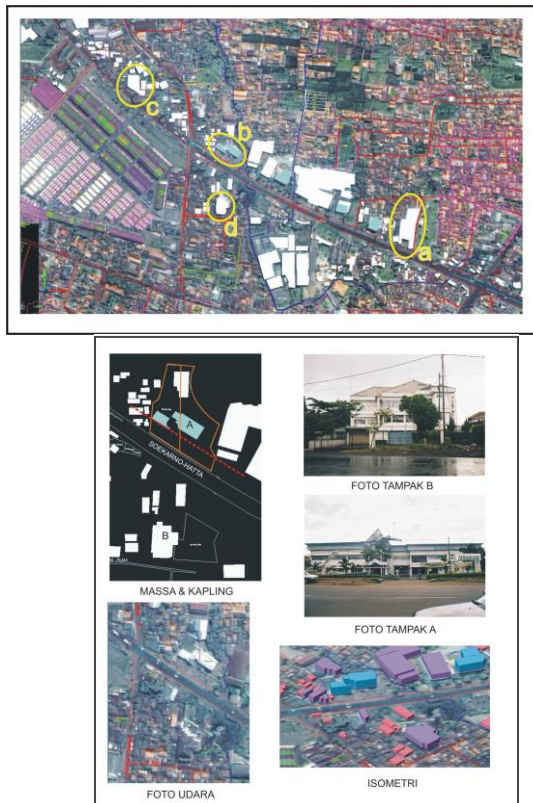 c
b
d
a
A
SOEKARNO-HATTA
B
MASSA & KAPLING
FOTO TAMPAK B
FOTO TAMPAK A
FOTO UDARA
ISOMETRI